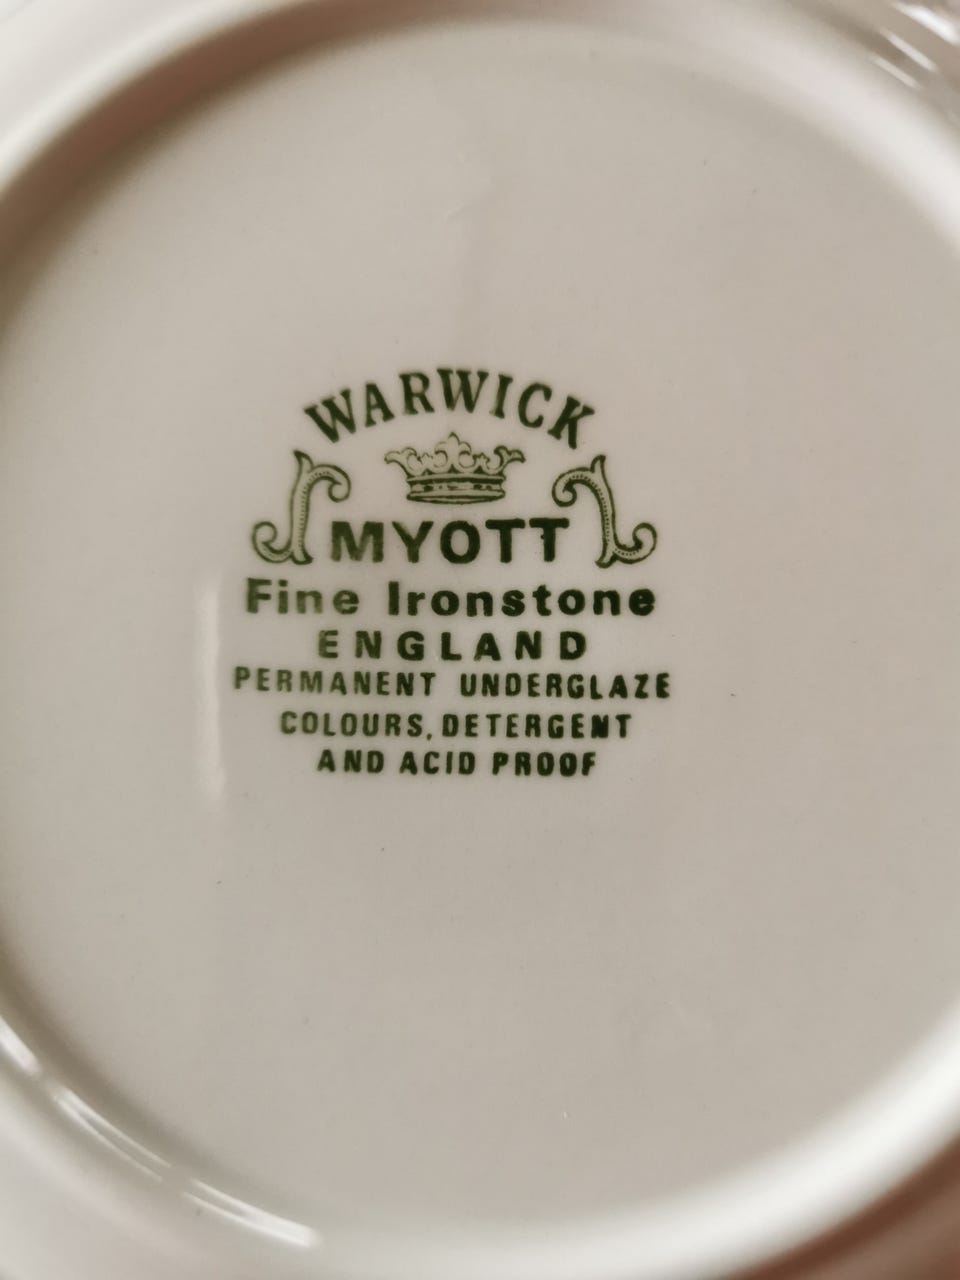 WARWICK
MYOTT
Fine Ironstone
ENGLAND
PERMANENT UNDERGLAZE
COLOURS, DETERGENT
AND ACID PROOF